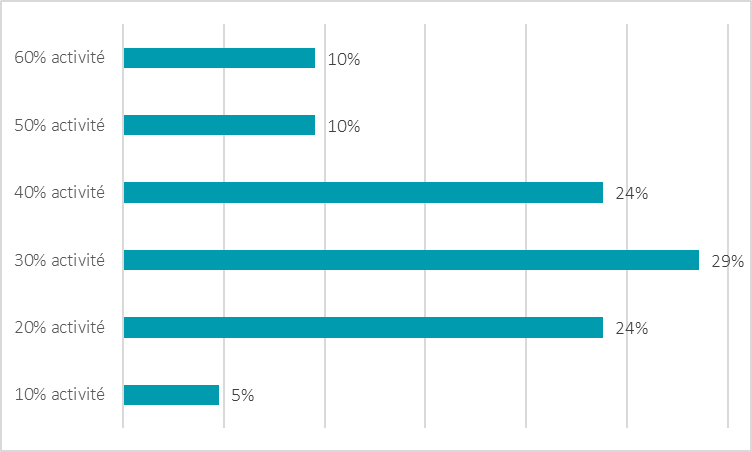 60% activité 10%
50% activité 10%
40% activité 24%
30% activité 29%
20% activité 24%
10% activité 5%